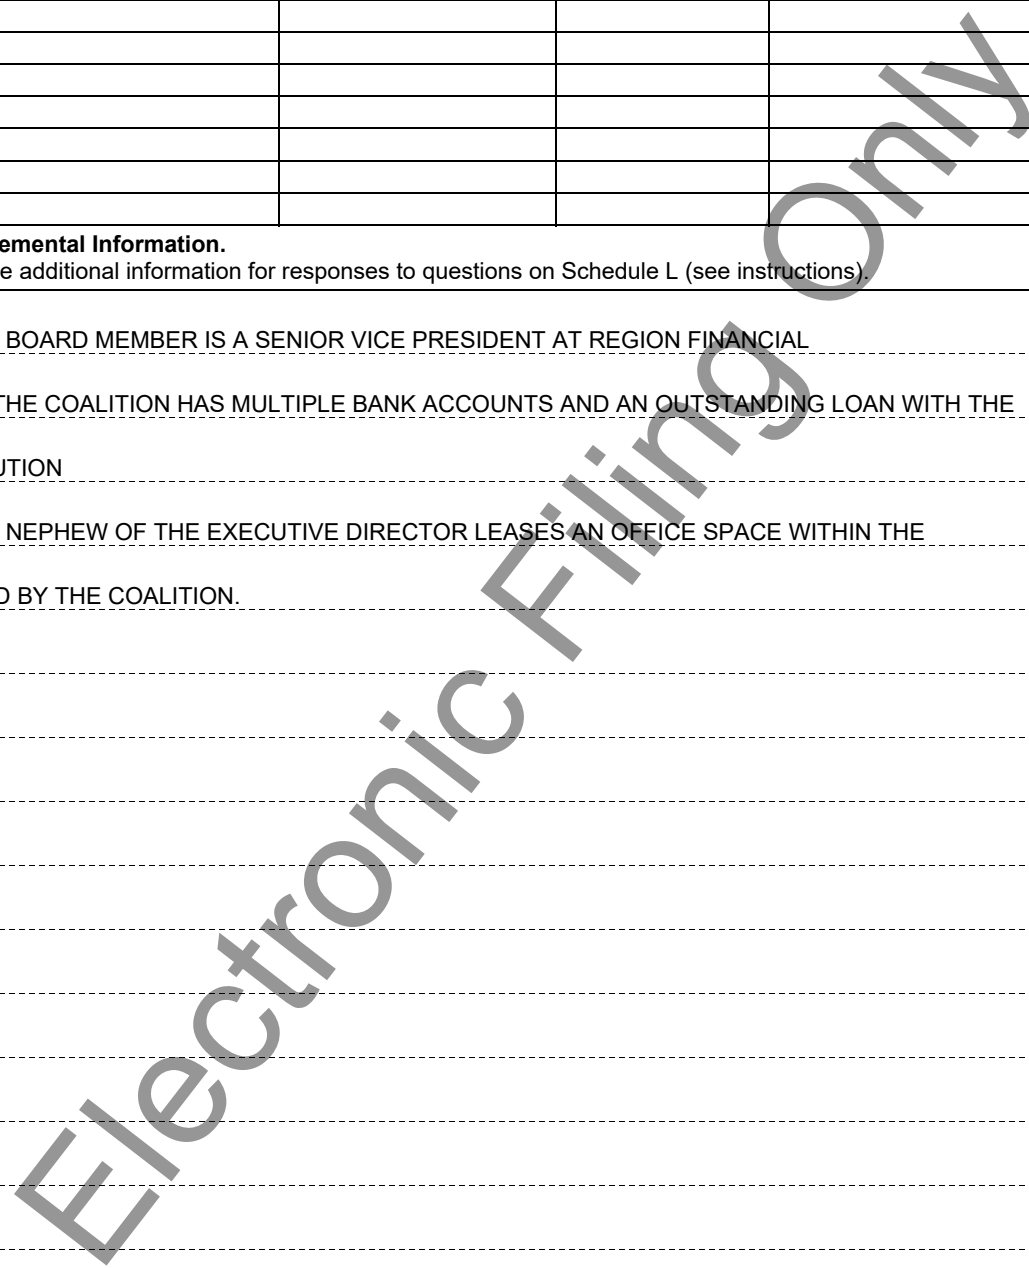 emental Information.
e additional information for responses to questions on Schedule L (see instructions).
BOARD MEMBER IS A SENIOR VICE PRESIDENT AT REGION FINANCIAL
THE COALITION HAS MULTIPLE BANK ACCOUNTS AND AN OUTSTANDING LOAN WITH THE
UTION
NEPHEW OF THE EXECUTIVE DIRECTOR LEASES AN OFFICE SPACE WITHIN THE
D BY THE COALITION.
Electronic Filing Only